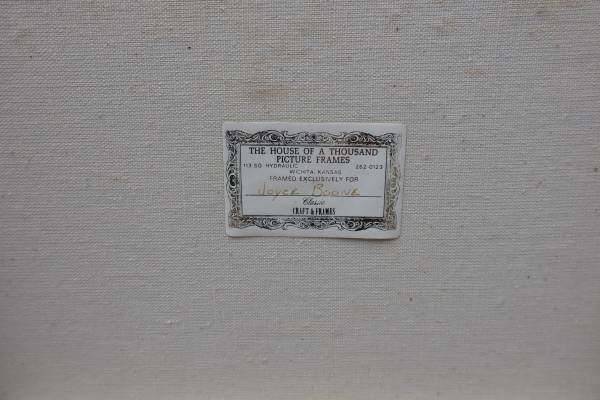 THE HOUSE OF A THOUSAND
PICTURE FRAMES
113 SO HYDRAULIC 262-0123
WICHITA, KANSAS
FRAMED EXCLUSIVELY FOR
Joyce Boone
Classic
CRAFT & FRAMES